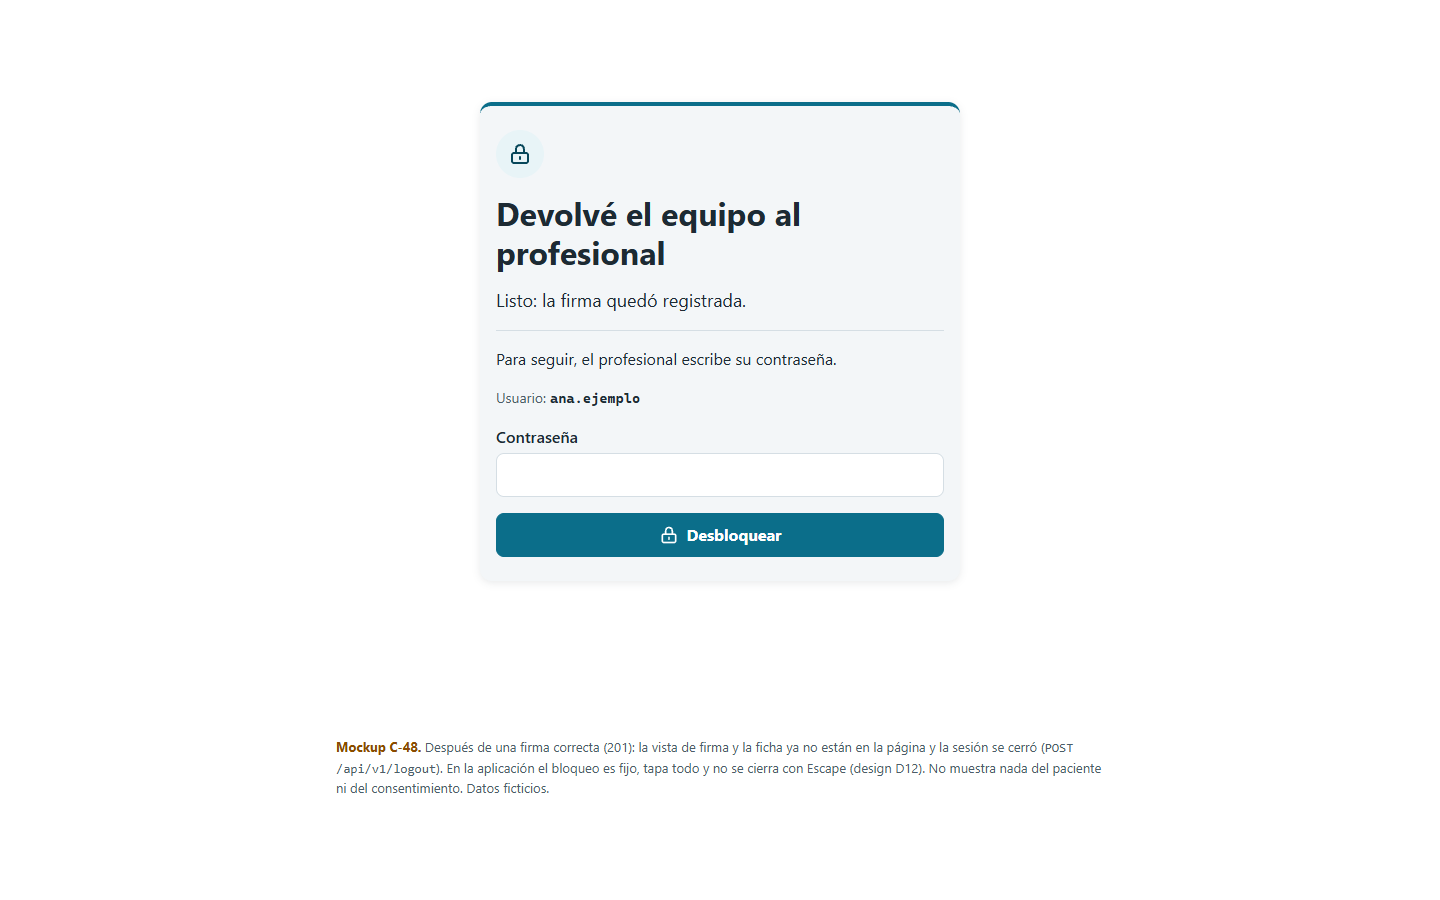 Devolvé el equipo al
profesional
Listo: la firma quedó registrada.
Para seguir, el profesional escribe su contraseña.
Usuario: ana.ejemplo
Contraseña
Desbloquear
Mockup C-48. Después de una firma correcta (201): la vista de firma y la ficha ya no están en la página y la sesión se cerró (POST
/api/v1/logout). En la aplicación el bloqueo es fijo, tapa todo y no se cierra con Escape (design D12). No muestra nada del paciente
ni del consentimiento. Datos ficticios.